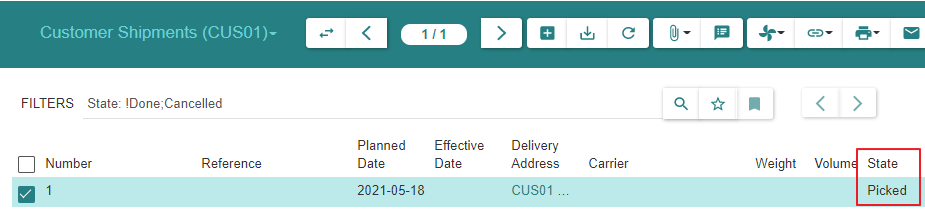 Customer Shipments (CUS01)
1 / 1
FILTERS State: !Done;Cancelled
Number Reference Planned Date Effective Date Delivery Address Carrier Weight Volume State
1 2021-05-18 CUS01 ... Picked